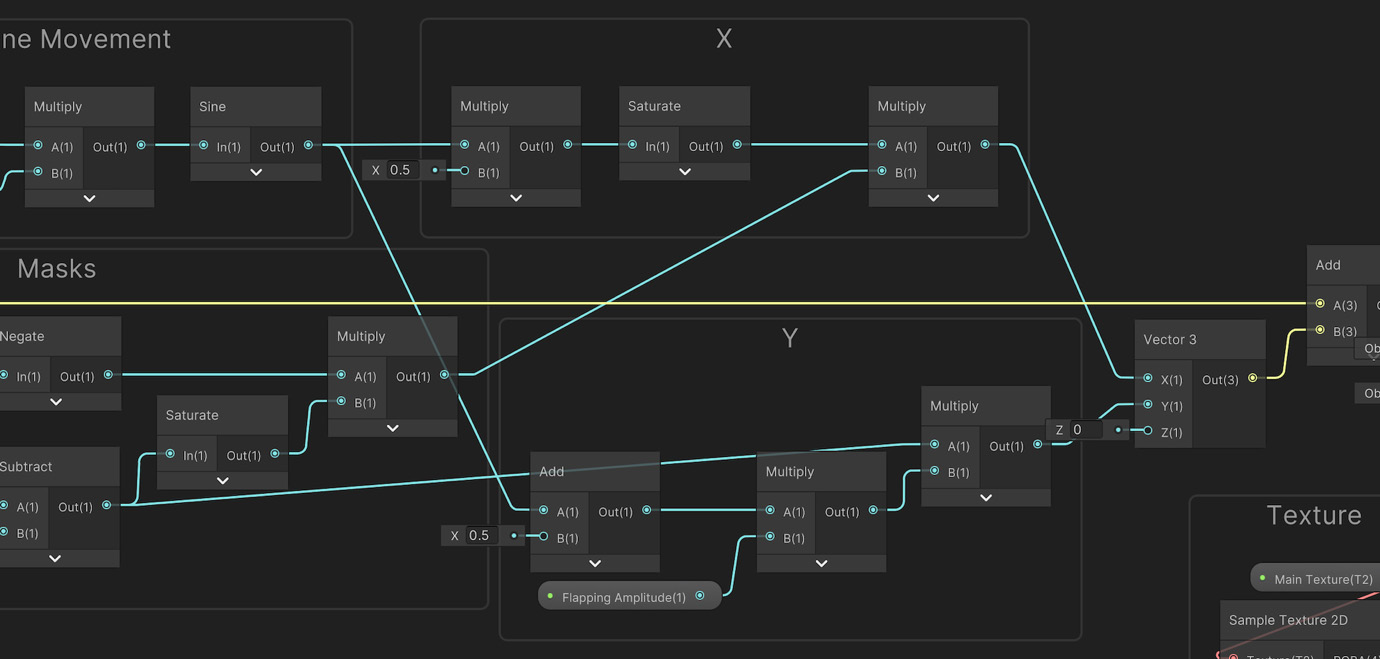 ne Movement
Multiply
A(1) Out(1)
B(1)
Sine
In(1) Out(1)
X
X 0.5
Multiply
A(1) Out(1)
B(1)
Saturate
In(1) Out(1)
Multiply
A(1) Out(1)
B(1)
Masks
Negate
In(1) Out(1)
Saturate
In(1) Out(1)
Subtract
A(1) Out(1)
B(1)
Multiply
A(1) Out(1)
B(1)
Y
X 0.5
Add
A(1) Out(1)
B(1)
Flapping Amplitude(1)
Multiply
A(1) Out(1)
B(1)
Multiply
A(1) Out(1)
B(1)
Z 0
Vector 3
X(1) Out(3)
Y(1)
Z(1)
Add
A(3)
B(3)
Ob
Ob
Texture
Main Texture(T2)
Sample Texture 2D
Texture(T2)